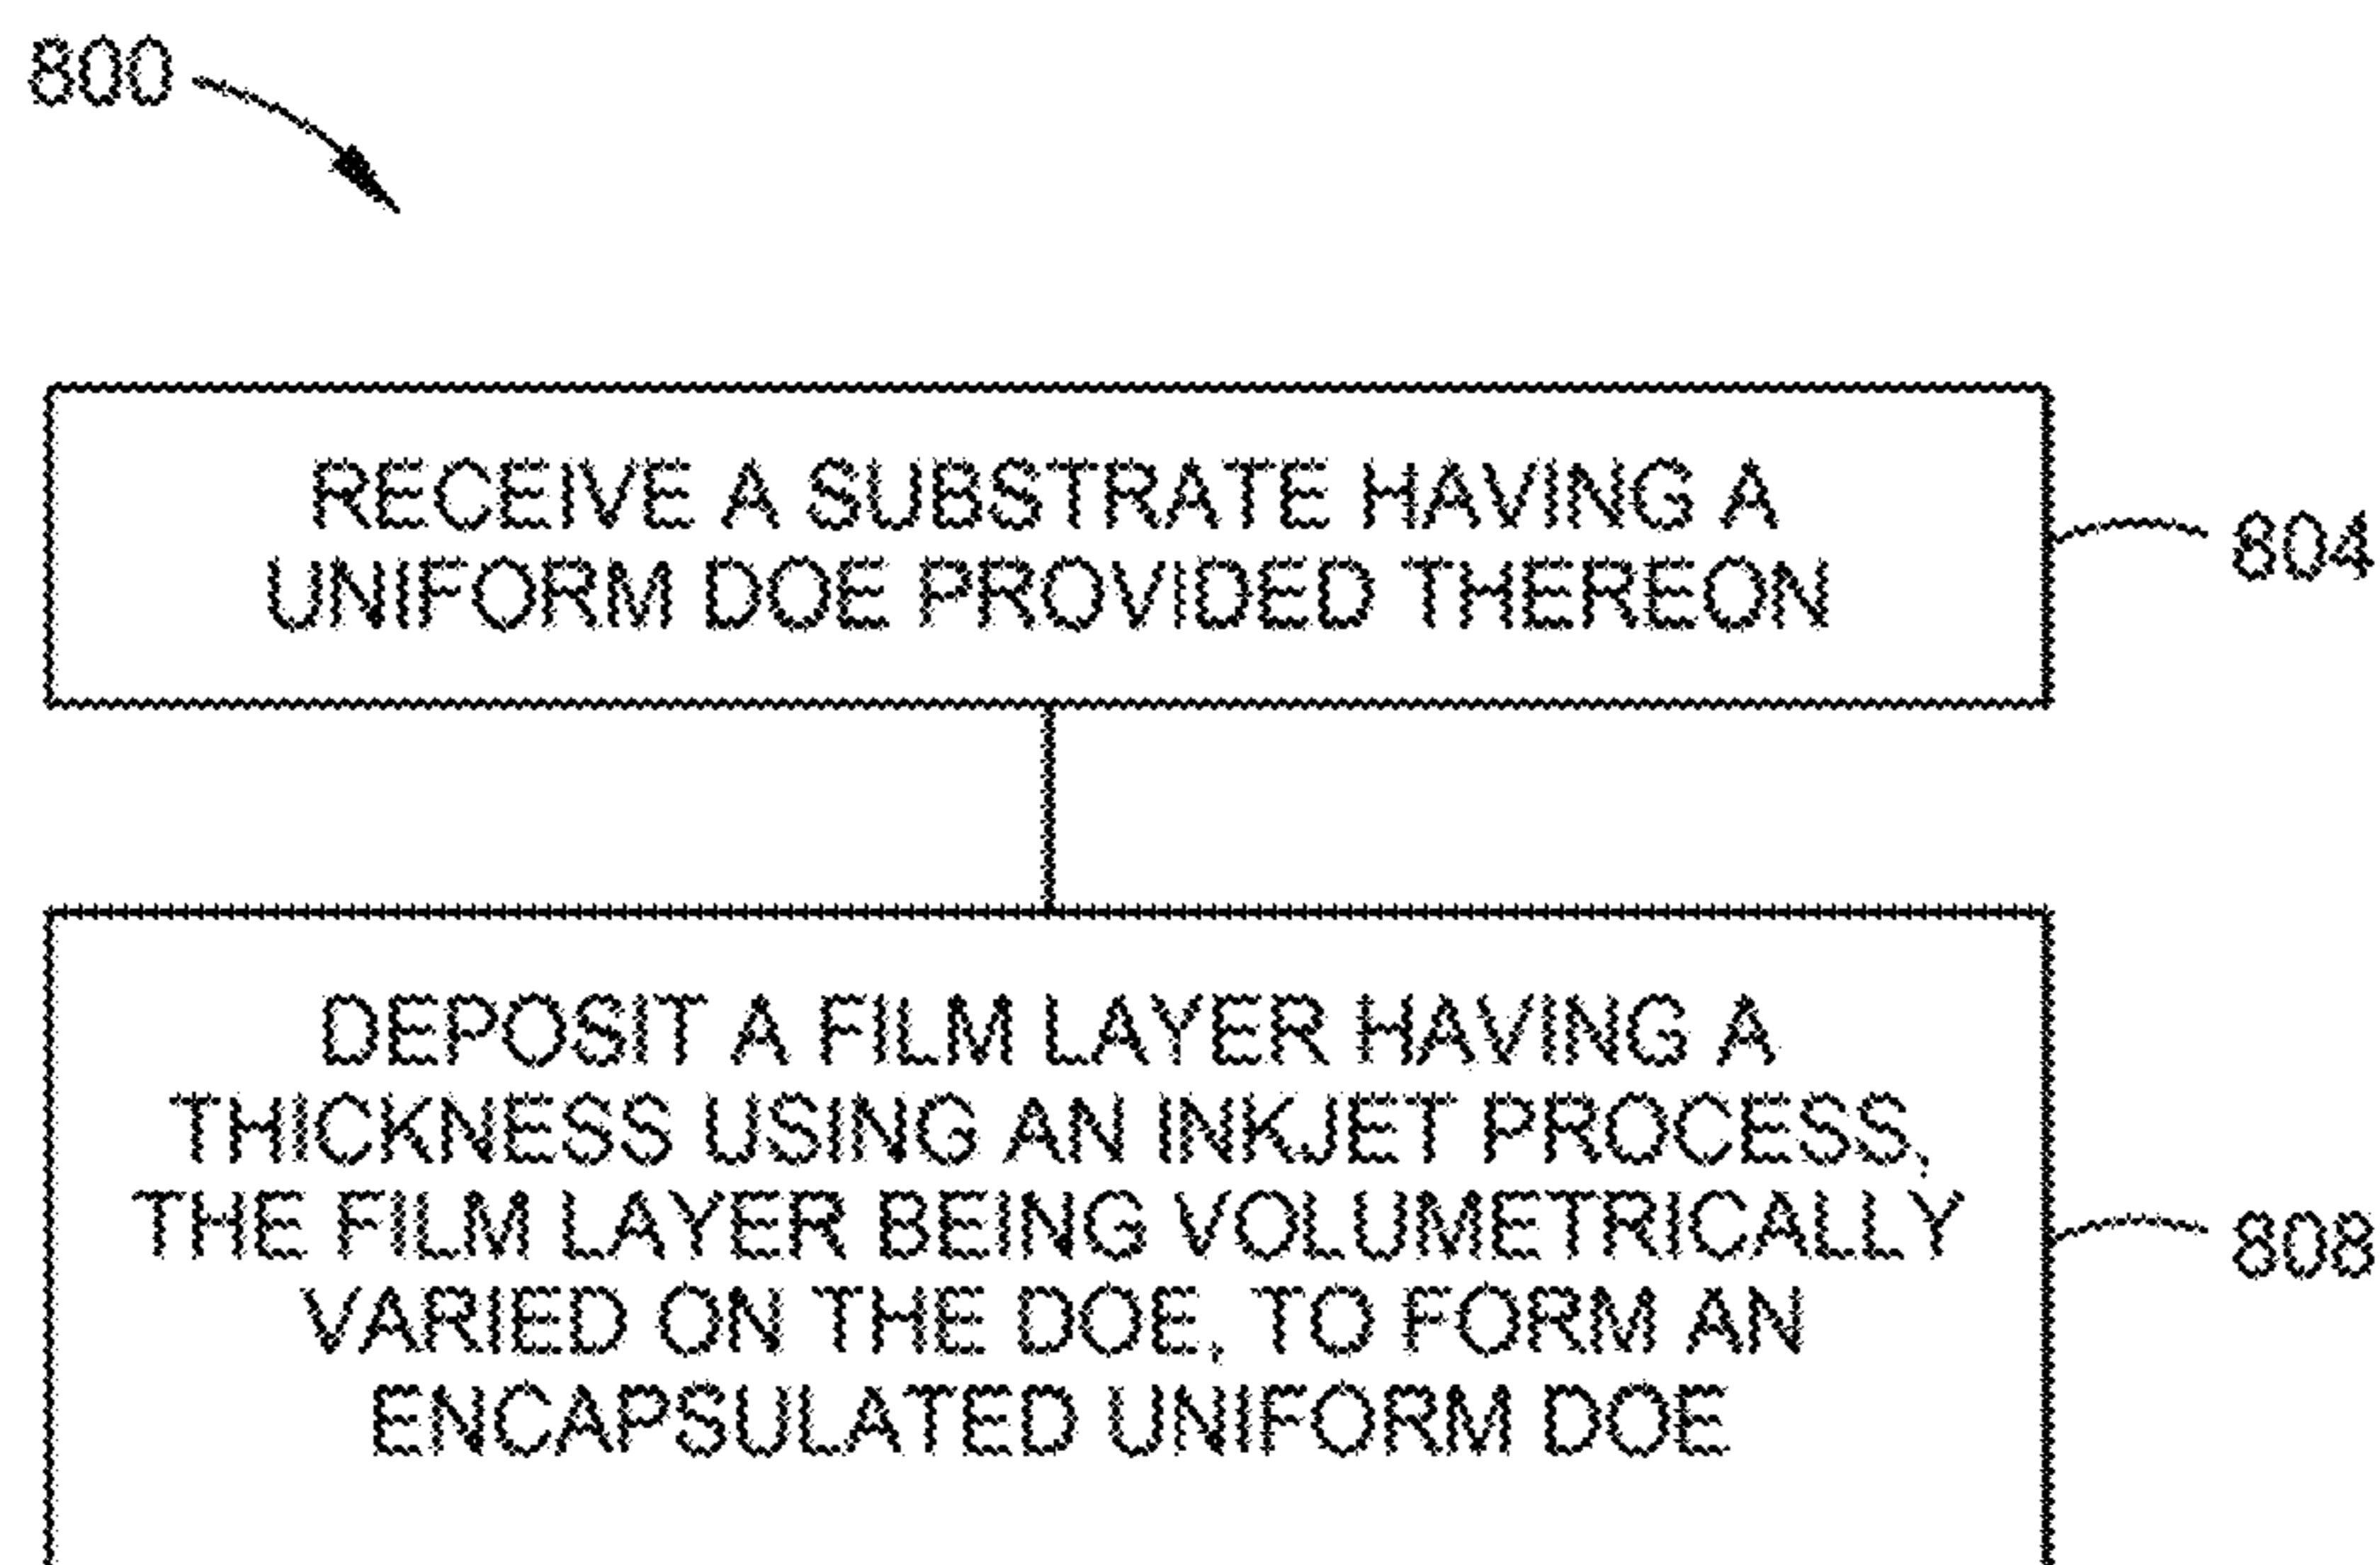 800
RECEIVE A SUBSTRATE HAVING A
UNIFORM DOE PROVIDED THEREON
804
DEPOSIT A FILM LAYER HAVING A
THICKNESS USING AN INKJET PROCESS,
THE FILM LAYER BEING VOLUMETRICALLY
VARIED ON THE DOE, TO FORM AN
ENCAPSULATED UNIFORM DOE
808